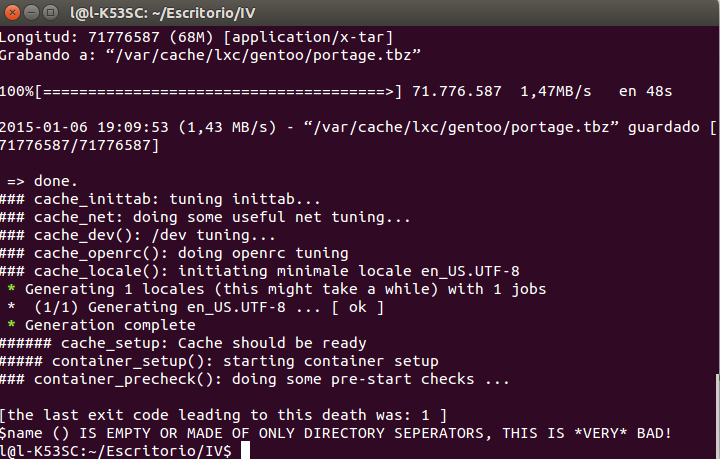 l@l-K53SC: ~/Escritorio/IV
Longitud: 71776587 (68M) [application/x-tar]
Grabando a: “/var/cache/lxc/gentoo/portage.tbz”
100%[======================================>] 71.776.587  1,47MB/s   en 48s
2015-01-06 19:09:53 (1,43 MB/s) - “/var/cache/lxc/gentoo/portage.tbz” guardado [
71776587/71776587]
=> done.
### cache_inittab: tuning inittab...
### cache_net: doing some useful net tuning...
### cache_dev(): /dev tuning...
### cache_openrc(): doing openrc tuning
### cache_locale(): initiating minimale locale en_US.UTF-8
* Generating 1 locales (this might take a while) with 1 jobs
*  (1/1) Generating en_US.UTF-8 ... [ ok ]
* Generation complete
###### cache_setup: Cache should be ready
##### container_setup(): starting container setup
### container_precheck(): doing some pre-start checks ...
[the last exit code leading to this death was: 1 ]
$name () IS EMPTY OR MADE OF ONLY DIRECTORY SEPERATORS, THIS IS *VERY* BAD!
l@l-K53SC:~/Escritorio/IV$